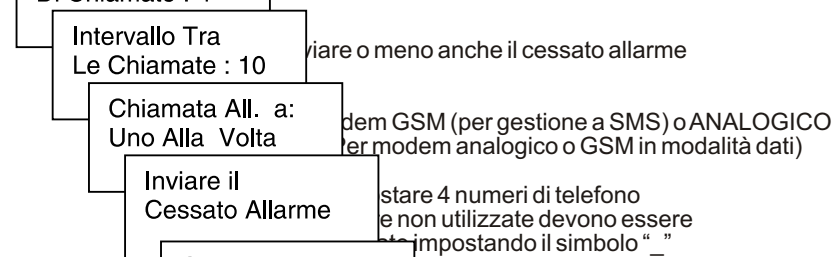 Intervallo Tra
Le Chiamate : 10
viare o meno anche il cessato allarme
Chiamata All. a:
Uno Alla Volta
dem GSM (per gestione a SMS) o ANALOGICO
Per modem analogico o GSM in modalità dati)
Inviare il
Cessato Allarme
stare 4 numeri di telefono
e non utilizzate devono essere
impostando il simbolo “_”